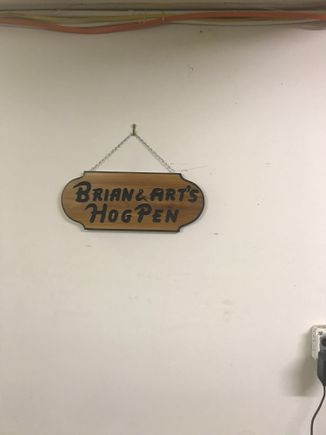 BRIAN & ART'S
HOG PEN